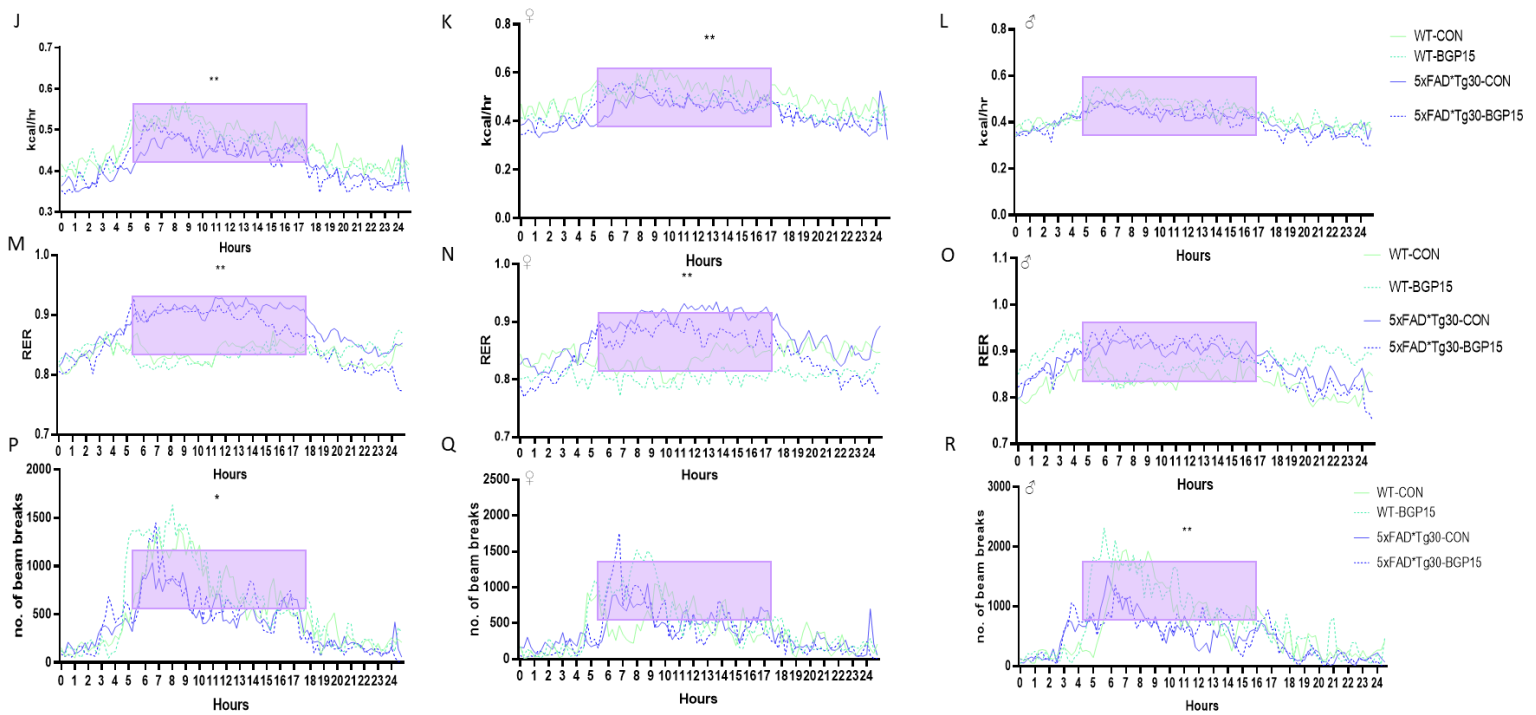 J
K
♀
L
♂
**
kcal/hr
0.7
0.6
0.5
0.4
0.3
0 1 2 3 4 5 6 7 8 9 10 11 12 13 14 15 16 17 18 19 20 21 22 23 24
Hours
**
kcal/hr
0.8
0.6
0.4
0.2
0.0
0 1 2 3 4 5 6 7 8 9 10 11 12 13 14 15 16 17 18 19 20 21 22 23 24
Hours
kcal/hr
0.8
0.6
0.4
0.2
0.0
0 1 2 3 4 5 6 7 8 9 10 11 12 13 14 15 16 17 18 19 20 21 22 23 24
Hours
WT-CON
WT-BGP15
5xFAD*Tg30-CON
5xFAD*Tg30-BGP15
M
N
♀
O
♂
**
RER
1.0
0.9
0.8
0.7
0 1 2 3 4 5 6 7 8 9 10 11 12 13 14 15 16 17 18 19 20 21 22 23 24
Hours
**
RER
1.0
0.9
0.8
0.7
0 1 2 3 4 5 6 7 8 9 10 11 12 13 14 15 16 17 18 19 20 21 22 23 24
Hours
RER
1.1
1.0
0.9
0.8
0.7
0 1 2 3 4 5 6 7 8 9 10 11 12 13 14 15 16 17 18 19 20 21 22 23 24
Hours
WT-CON
WT-BGP15
5xFAD*Tg30-CON
5xFAD*Tg30-BGP15
P
Q
♀
R
♂
*
no. of beam breaks
2000
1500
1000
500
0
0 1 2 3 4 5 6 7 8 9 10 11 12 13 14 15 16 17 18 19 20 21 22 23 24
Hours
no. of beam breaks
2500
2000
1500
1000
500
0
0 1 2 3 4 5 6 7 8 9 10 11 12 13 14 15 16 17 18 19 20 21 22 23 24
Hours
**
no. of beam breaks
3000
2000
1000
0
0 1 2 3 4 5 6 7 8 9 10 11 12 13 14 15 16 17 18 19 20 21 22 23 24
Hours
WT-CON
WT-BGP15
5xFAD*Tg30-CON
5xFAD*Tg30-BGP15